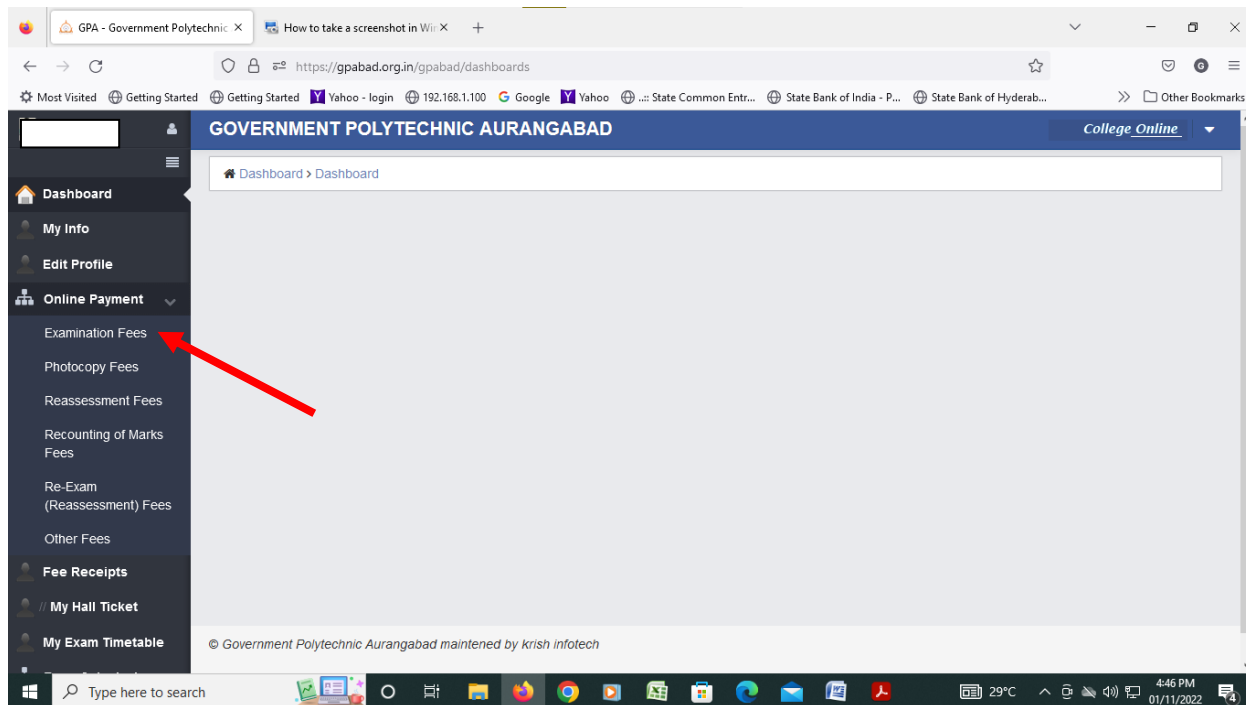 GPA - Government Polytechnic
How to take a screenshot in Wir
https://gpabad.org.in/gpabad/dashboards
Most Visited
Getting Started
Getting Started
Yahoo - login
192.168.1.100
Google
Yahoo
..:: State Common Entr...
State Bank of India - P...
State Bank of Hyderab...
Other Bookmarks
GOVERNMENT POLYTECHNIC AURANGABAD
College Online
Dashboard > Dashboard
Dashboard
My Info
Edit Profile
Online Payment
Examination Fees
Photocopy Fees
Reassessment Fees
Recounting of Marks
Fees
Re-Exam
(Reassessment) Fees
Other Fees
Fee Receipts
// My Hall Ticket
My Exam Timetable
© Government Polytechnic Aurangabad maintened by krish infotech
Type here to search
29°C
4:46 PM
01/11/2022
4